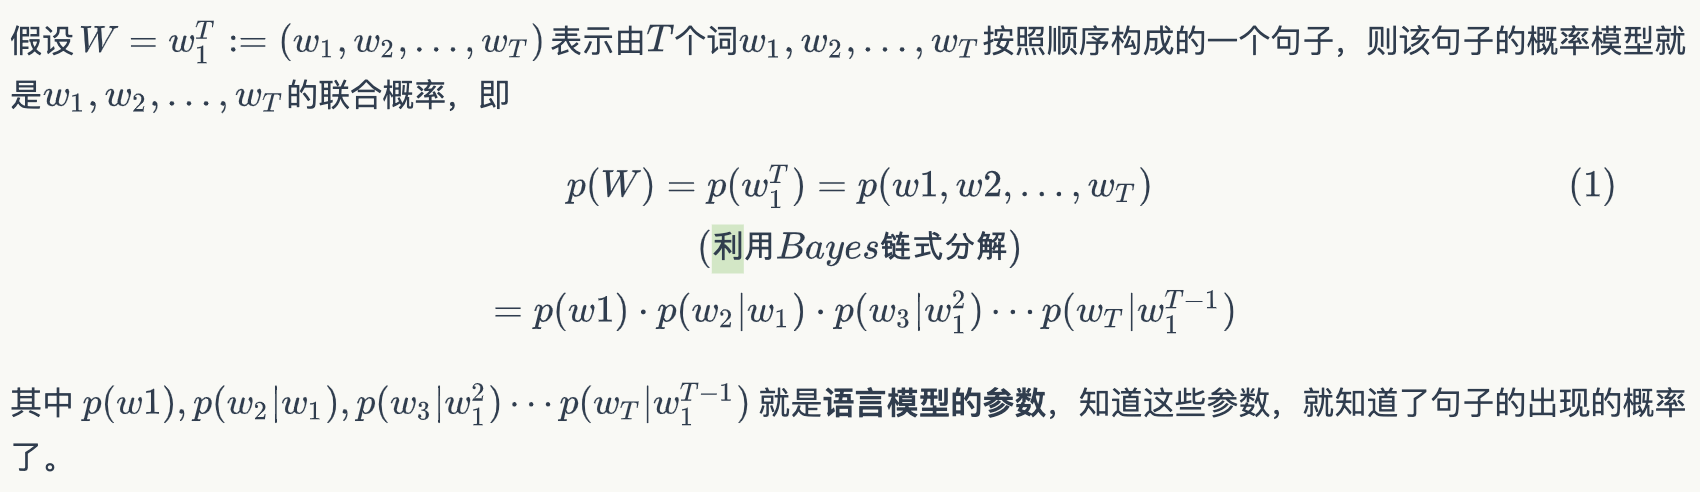 假设 $W = w_1^T := (w_1, w_2, \ldots, w_T)$ 表示由$T$个词$w_1, w_2, \ldots, w_T$按照顺序构成的一个句子，则该句子的概率模型就
是$w_1, w_2, \ldots, w_T$的联合概率，即
$p(W) = p(w_1^T) = p(w1, w2, \ldots, w_T)$ (1)
(利用$Bayes$链式分解)
$= p(w1) \cdot p(w_2|w_1) \cdot p(w_3|w_1^2) \cdots p(w_T|w_1^{T-1})$
其中 $p(w1), p(w_2|w_1), p(w_3|w_1^2) \cdots p(w_T|w_1^{T-1})$ 就是语言模型的参数，知道这些参数，就知道了句子的出现的概率
了。